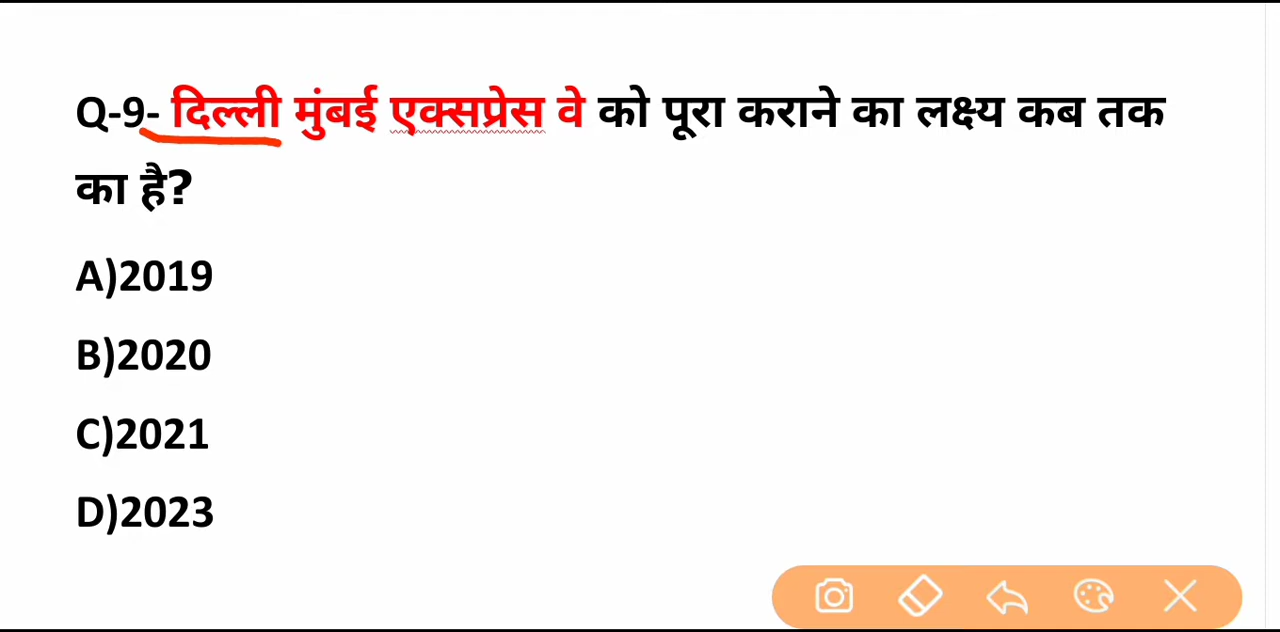 Q-9- दिल्ली मुंबई एक्सप्रेस वे को पूरा कराने का लक्ष्य कब तक
का है?
A)2019
B)2020
C)2021
D)2023